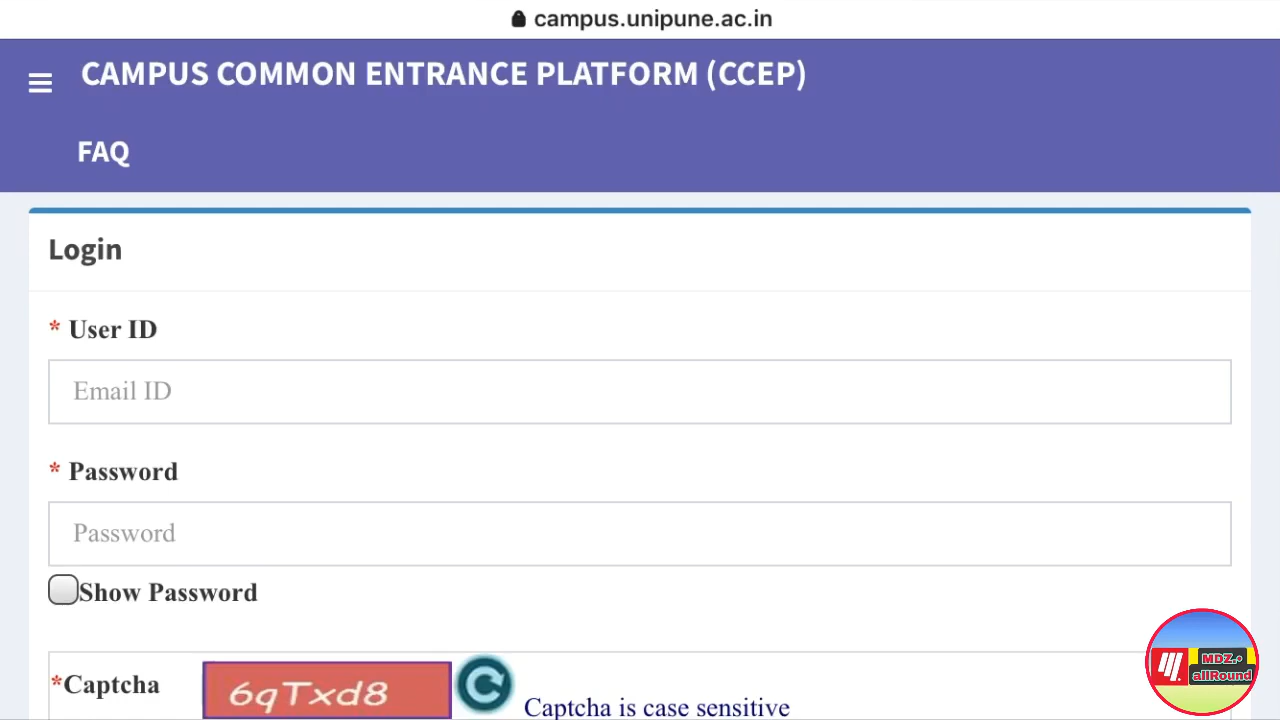 campus.unipune.ac.in
CAMPUS COMMON ENTRANCE PLATFORM (CCEP)
FAQ
Login
* User ID
Email ID
* Password
Password
Show Password
*Captcha
6qTxd8
Captcha is case sensitive
MDZ.
allRound